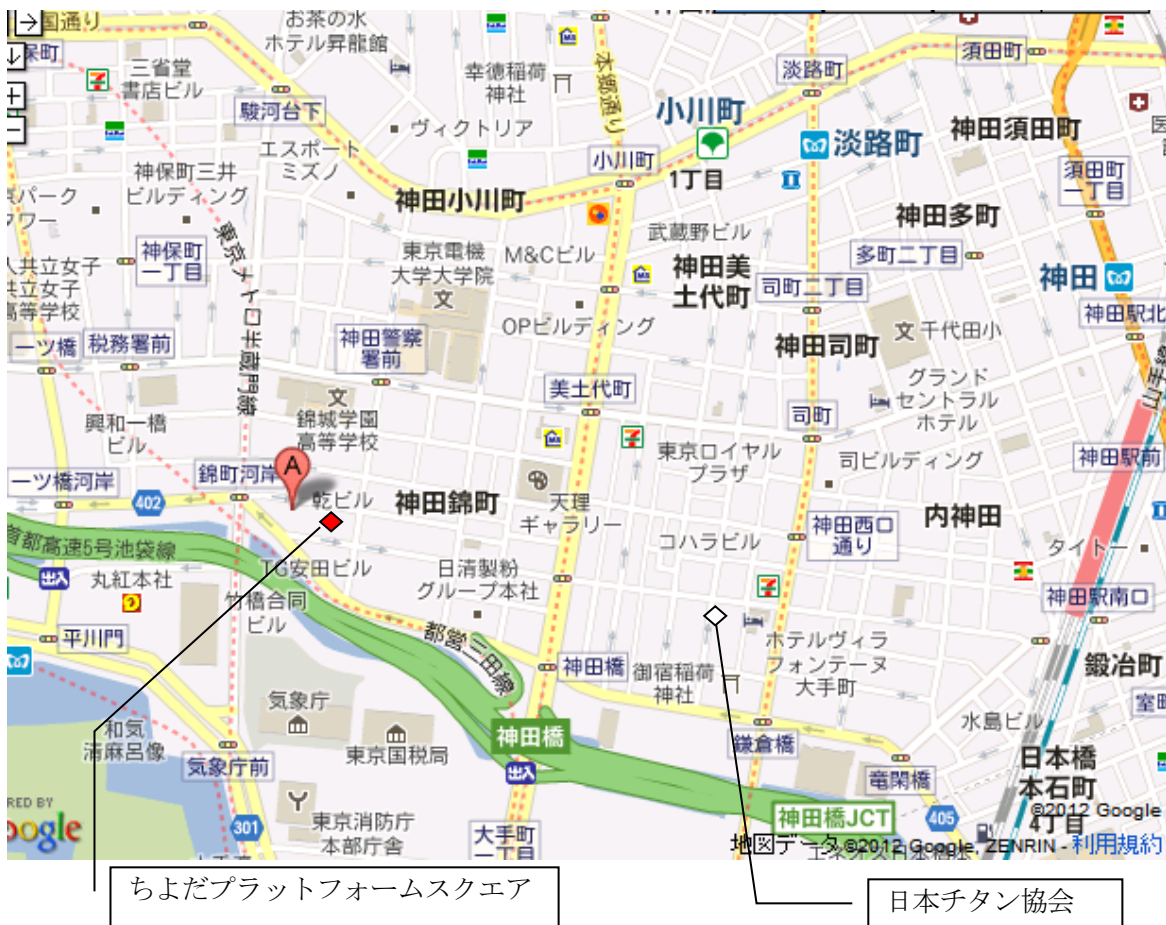 国通り
お茶の水
ホテル昇龍館
本郷通り
幸徳稲荷
神社
須田町
淡路町
三省堂
書店ビル
駿河台下
ヴィクトリア
小川町
小川町
1丁目
淡路町
神田須田町
須田町
一丁目
エスポート
ミズノ
神保町三井
ビルディング
神田小川町
神田多町
多町二丁目
武蔵野ビル
神保町
一丁目
東京電機
大学大学院
文
M&Cビル
神田美
土代町
司町二丁目
神田
神田駅北
共立女子
共立女子
高等学校
東京メトロ半蔵門線
OPビルディング
文 千代田小
一ツ橋
税務署前
神田警察
署前
神田司町
山手線
グランド
セントラル
ホテル
美土代町
司町
文
錦城学園
高等学校
興和一橋
ビル
東京ロイヤル
プラザ
司ビルディング
神田駅前
一ツ橋河岸
402
錦町河岸
A
乾ビル
神田錦町
天理
ギャラリー
内神田
神田西口
通り
コハラビル
タイトー
首都高速5号池袋線
出入
丸紅本社
TG安田ビル
竹橋合同
ビル
日清製粉
グループ本社
神田駅南口
平川門
都営三田線
神田橋
御宿稲荷
神社
ホテルヴィラ
フォンテーヌ
大手町
鍛冶町
気象庁
和気
清麻呂像
気象庁前
東京国税局
神田橋
出入
鎌倉橋
水島ビル
竜閑橋
日本橋
本石町
4丁目
301
東京消防庁
本部庁舎
大手町
一丁目
神田橋JCT
405
©2012 Google
地図データ ©2012 Google, ZENRIN - 利用規約
ちよだプラットフォームスクエア
日本チタン協会